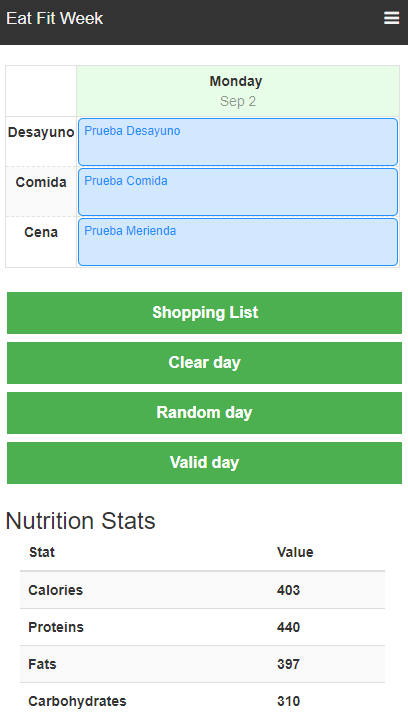 Eat Fit Week
Monday
Sep 2
Desayuno Prueba Desayuno
Comida Prueba Comida
Cena Prueba Merienda
Shopping List
Clear day
Random day
Valid day
Nutrition Stats
Stat Value
Calories 403
Proteins 440
Fats 397
Carbohydrates 310